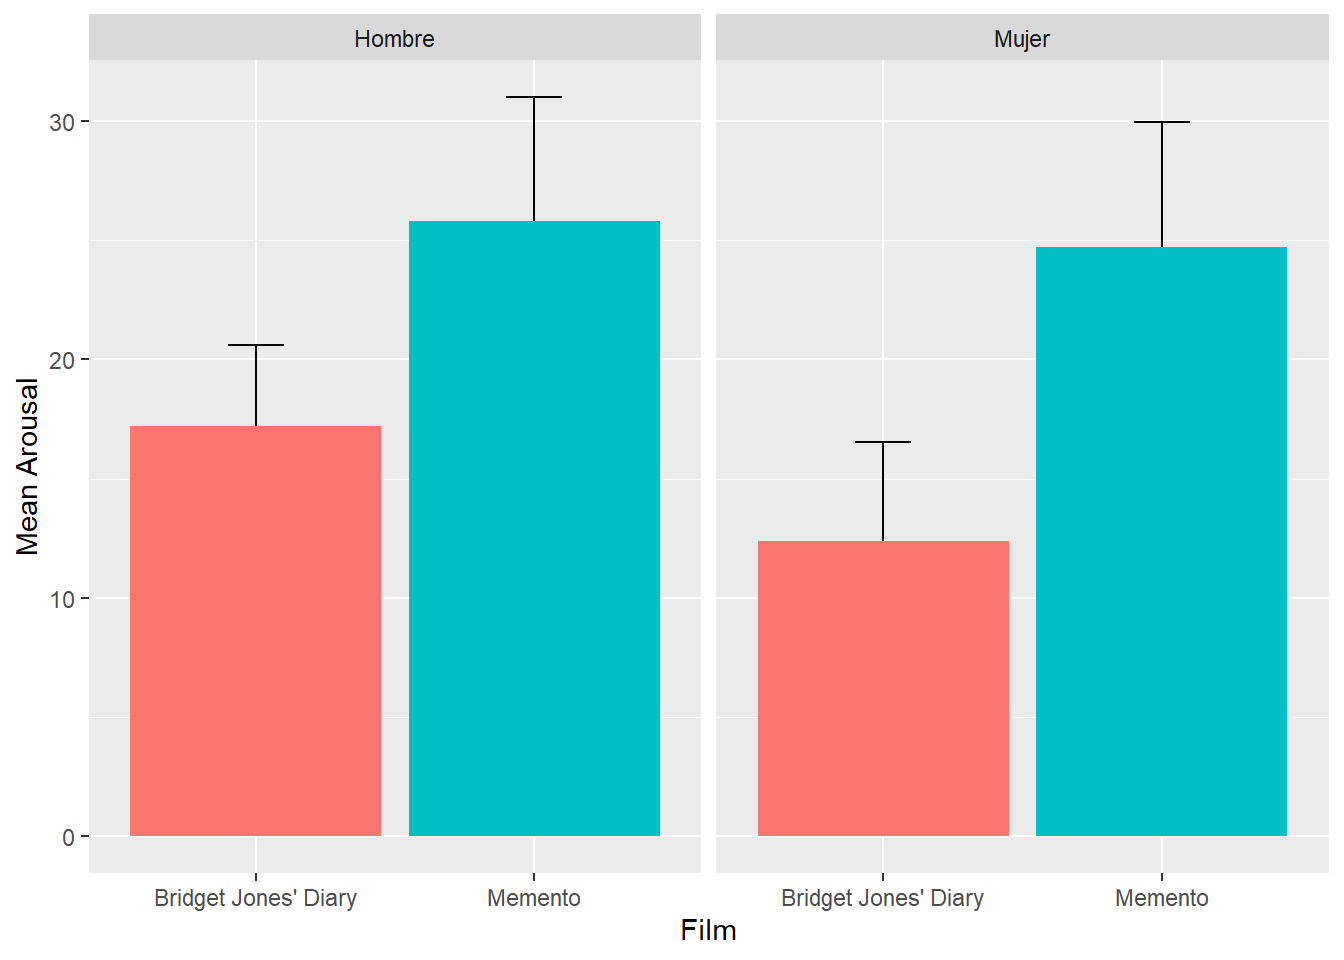 Hombre
Mujer
30
20
10
0
Mean Arousal
Bridget Jones' Diary
Memento
Bridget Jones' Diary
Memento
Film